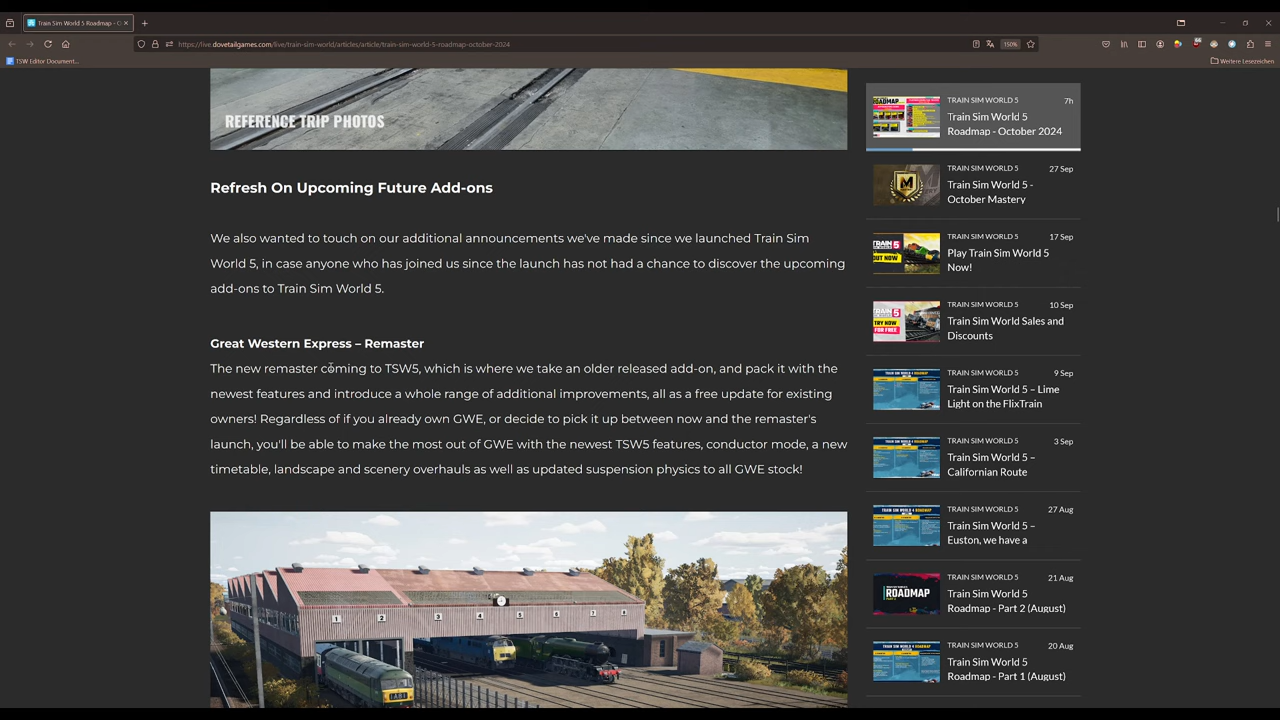 Train Sim World 5 Roadmap - O
https://live.dovetailgames.com/live/train-sim-world/articles/article/train-sim-world-5-roadmap-october-2024
150%
TSW Editor Document...
Weitere Lesezeichen
REFERENCE TRIP PHOTOS
Refresh On Upcoming Future Add-ons
We also wanted to touch on our additional announcements we've made since we launched Train Sim
World 5, in case anyone who has joined us since the launch has not had a chance to discover the upcoming
add-ons to Train Sim World 5.
Great Western Express – Remaster
The new remaster coming to TSW5, which is where we take an older released add-on, and pack it with the
newest features and introduce a whole range of additional improvements, all as a free update for existing
owners! Regardless of if you already own GWE, or decide to pick it up between now and the remaster's
launch, you'll be able to make the most out of GWE with the newest TSW5 features, conductor mode, a new
timetable, landscape and scenery overhauls as well as updated suspension physics to all GWE stock!
1 2 3 4 5 6 7 8
TRAIN SIM WORLD 5 7h
Train Sim World 5
Roadmap - October 2024
TRAIN SIM WORLD 5 27 Sep
Train Sim World 5 -
October Mastery
TRAIN SIM WORLD 5 17 Sep
Play Train Sim World 5
Now!
TRAIN SIM WORLD 5 10 Sep
Train Sim World Sales and
Discounts
TRAIN SIM WORLD 5 9 Sep
Train Sim World 5 – Lime
Light on the FlixTrain
TRAIN SIM WORLD 5 3 Sep
Train Sim World 5 –
Californian Route
TRAIN SIM WORLD 5 27 Aug
Train Sim World 5 –
Euston, we have a
TRAIN SIM WORLD 5 21 Aug
ROADMAP
Train Sim World 5
Roadmap - Part 2 (August)
TRAIN SIM WORLD 5 20 Aug
Train Sim World 5
Roadmap - Part 1 (August)